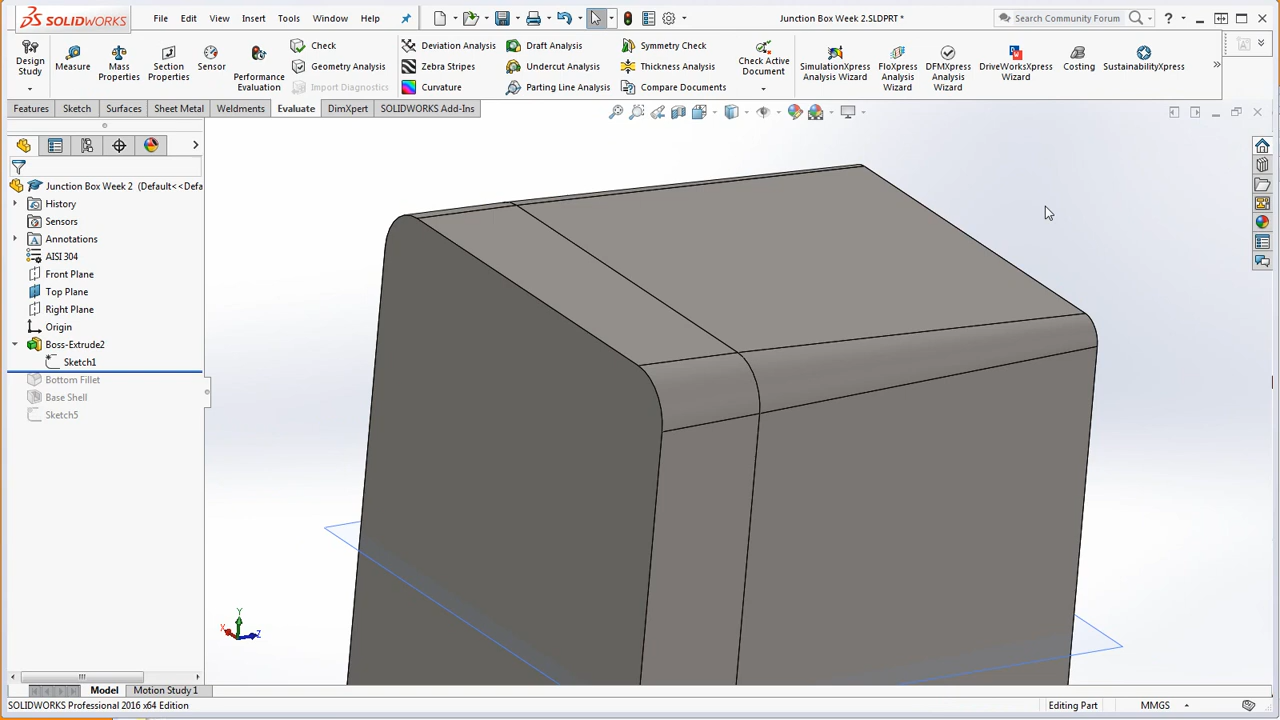 SOLIDWORKS
File Edit View Insert Tools Window Help
Junction Box Week 2.SLDPRT *
Search Community Forum
Design Study
Measure
Mass Properties
Section Properties
Sensor
Performance Evaluation
Check
Geometry Analysis
Import Diagnostics
Deviation Analysis
Zebra Stripes
Curvature
Draft Analysis
Undercut Analysis
Parting Line Analysis
Symmetry Check
Thickness Analysis
Compare Documents
Check Active Document
SimulationXpress Analysis Wizard
FloXpress Analysis Wizard
DFMXpress Analysis Wizard
DriveWorksXpress Wizard
Costing
SustainabilityXpress
Features Sketch Surfaces Sheet Metal Weldments Evaluate DimXpert SOLIDWORKS Add-Ins
Junction Box Week 2 (Default<<Defa
History
Sensors
Annotations
AISI 304
Front Plane
Top Plane
Right Plane
Origin
Boss-Extrude2
Sketch1
Bottom Fillet
Base Shell
Sketch5
Y
X
Z
Model Motion Study 1
SOLIDWORKS Professional 2016 x64 Edition
Editing Part
MMGS